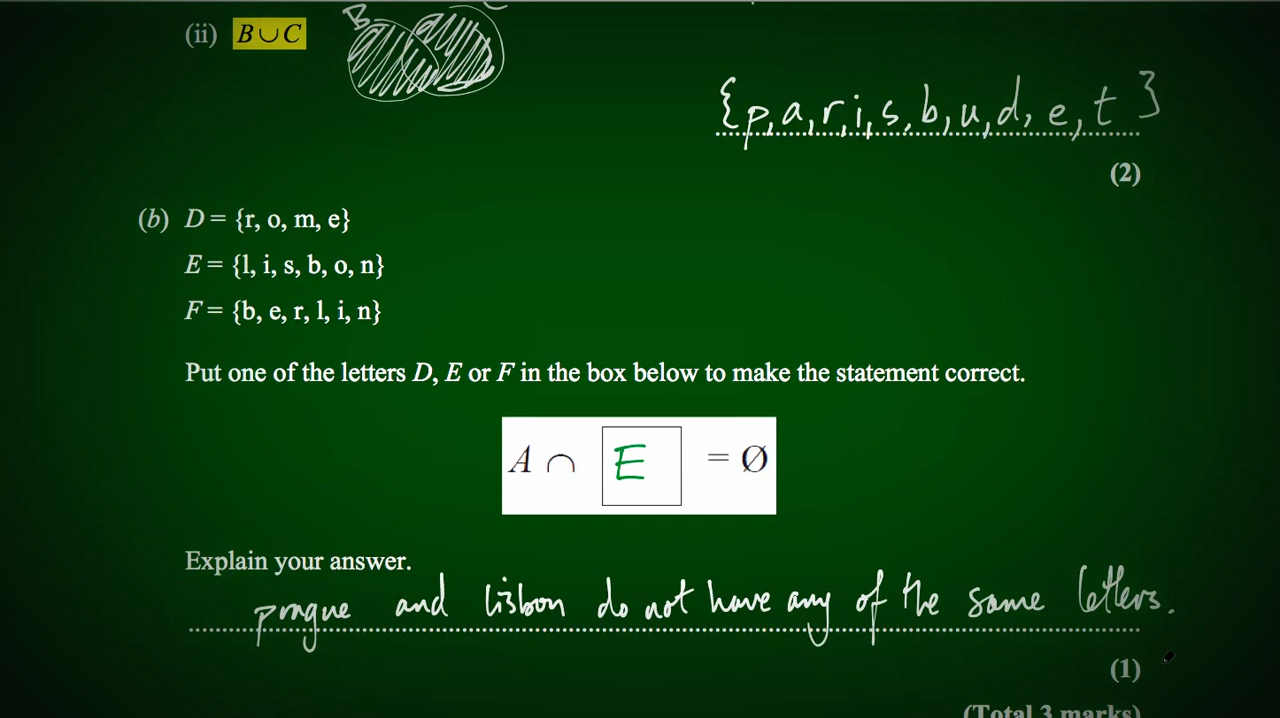 (ii) B ∪ C
B
{p, a, r, i, s, b, u, d, e, t }
(2)
(b) D = {r, o, m, e}
E = {l, i, s, b, o, n}
F = {b, e, r, l, i, n}
Put one of the letters D, E or F in the box below to make the statement correct.
A ∩ E = Ø
Explain your answer.
prague and lisbon do not have any of the same letters.
(1)
(Total 3 marks)